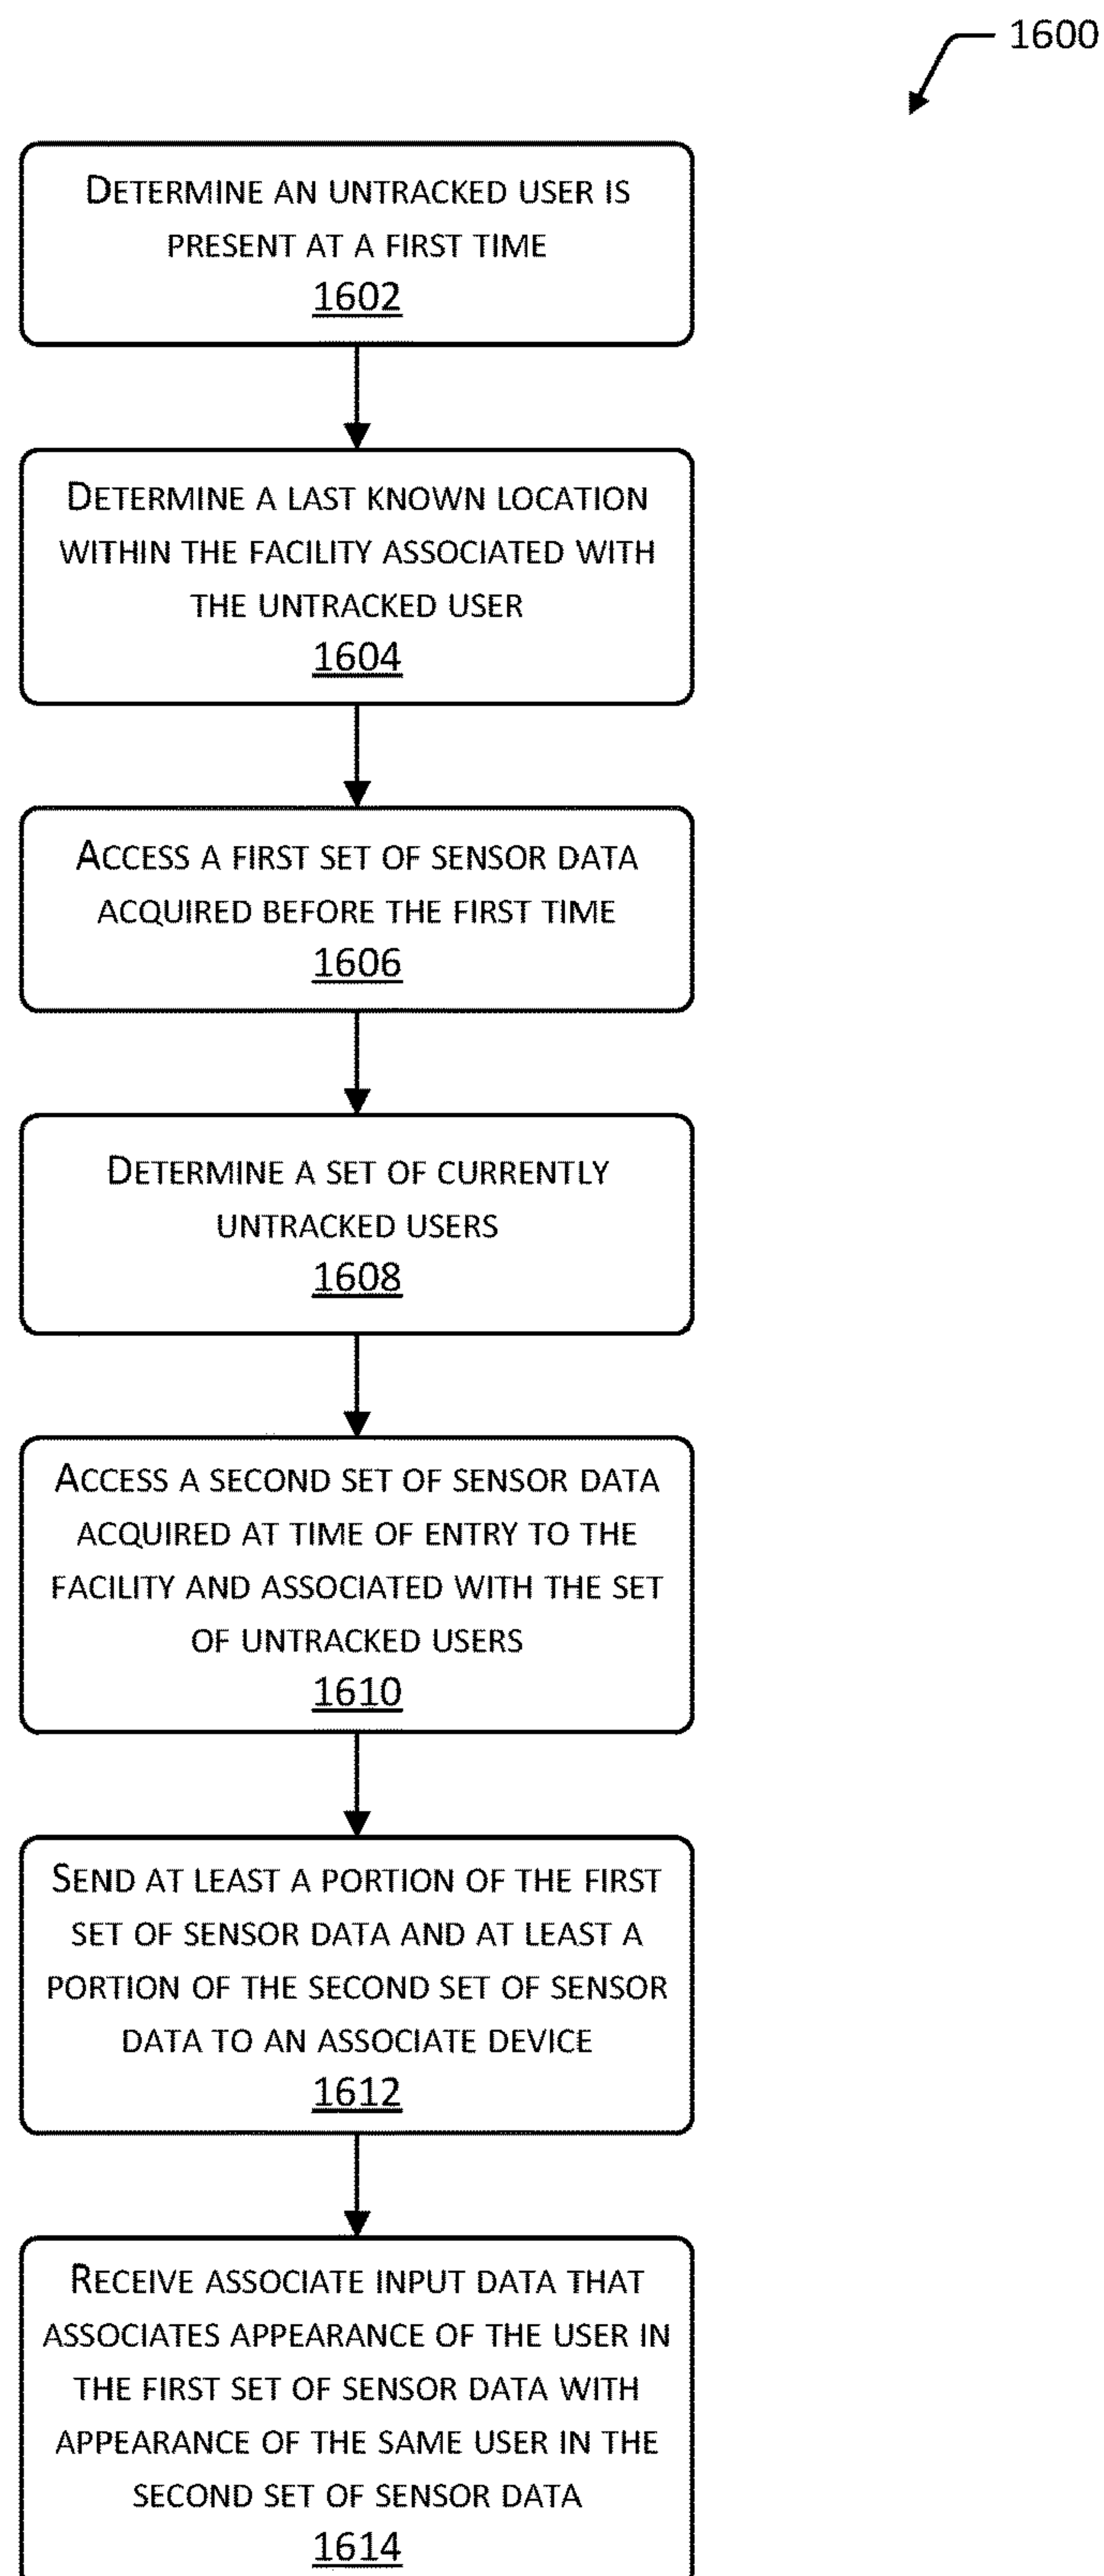 1600
DETERMINE AN UNTRACKED USER IS
PRESENT AT A FIRST TIME
1602
DETERMINE A LAST KNOWN LOCATION
WITHIN THE FACILITY ASSOCIATED WITH
THE UNTRACKED USER
1604
ACCESS A FIRST SET OF SENSOR DATA
ACQUIRED BEFORE THE FIRST TIME
1606
DETERMINE A SET OF CURRENTLY
UNTRACKED USERS
1608
ACCESS A SECOND SET OF SENSOR DATA
ACQUIRED AT TIME OF ENTRY TO THE
FACILITY AND ASSOCIATED WITH THE SET
OF UNTRACKED USERS
1610
SEND AT LEAST A PORTION OF THE FIRST
SET OF SENSOR DATA AND AT LEAST A
PORTION OF THE SECOND SET OF SENSOR
DATA TO AN ASSOCIATE DEVICE
1612
RECEIVE ASSOCIATE INPUT DATA THAT
ASSOCIATES APPEARANCE OF THE USER IN
THE FIRST SET OF SENSOR DATA WITH
APPEARANCE OF THE SAME USER IN THE
SECOND SET OF SENSOR DATA
1614